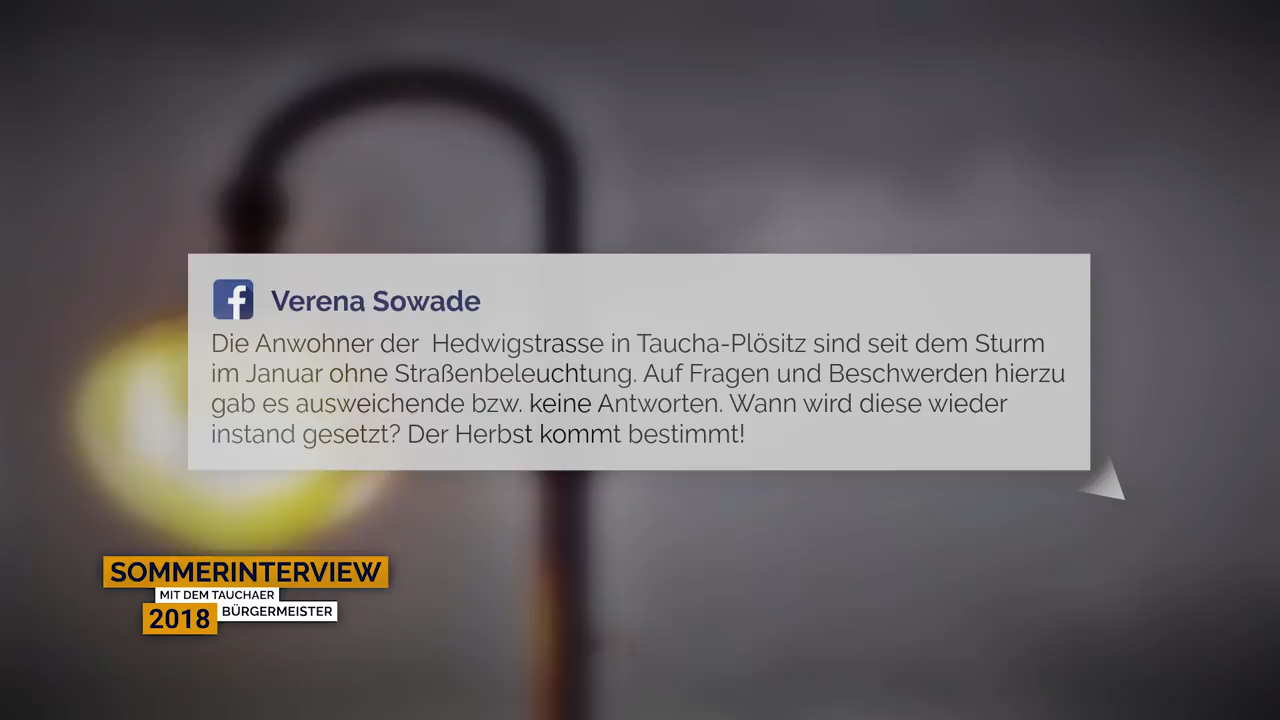 Verena Sowade
Die Anwohner der Hedwigstrasse in Taucha-Plösitz sind seit dem Sturm
im Januar ohne Straßenbeleuchtung. Auf Fragen und Beschwerden hierzu
gab es ausweichende bzw. keine Antworten. Wann wird diese wieder
instand gesetzt? Der Herbst kommt bestimmt!
SOMMERINTERVIEW
MIT DEM TAUCHAER
2018 BÜRGERMEISTER